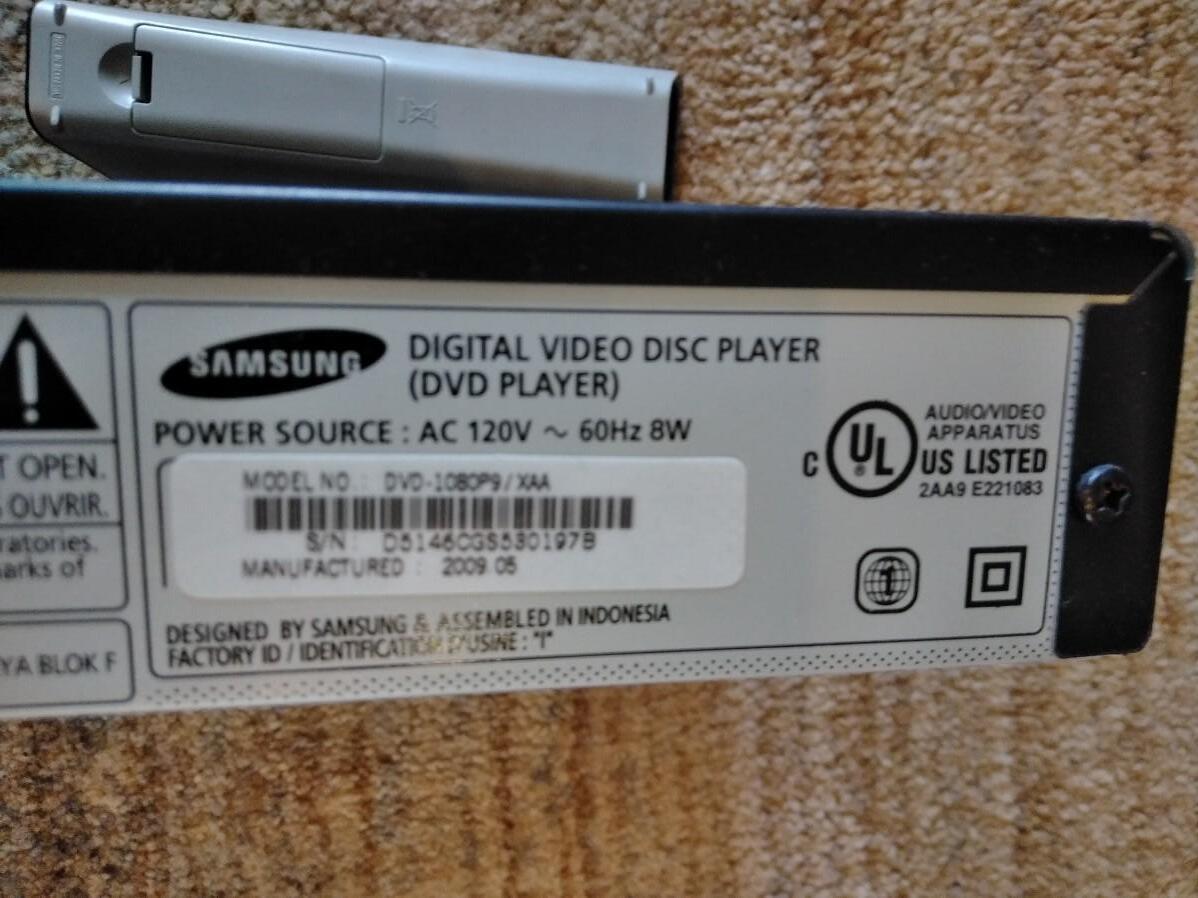 SAMSUNG
DIGITAL VIDEO DISC PLAYER
(DVD PLAYER)
POWER SOURCE : AC 120V ~ 60Hz 8W
MODEL NO. : DVD-1080P9/XAA
S/N : D5146CGS530197B
MANUFACTURED : 2009 05
DESIGNED BY SAMSUNG & ASSEMBLED IN INDONESIA
FACTORY ID / IDENTIFICATION D'USINE : "I"
C UL® US LISTED
AUDIO/VIDEO
APPARATUS
2AA9 E221083
1
T OPEN.
OUVRIR.
ratories.
arks of
YA BLOK F